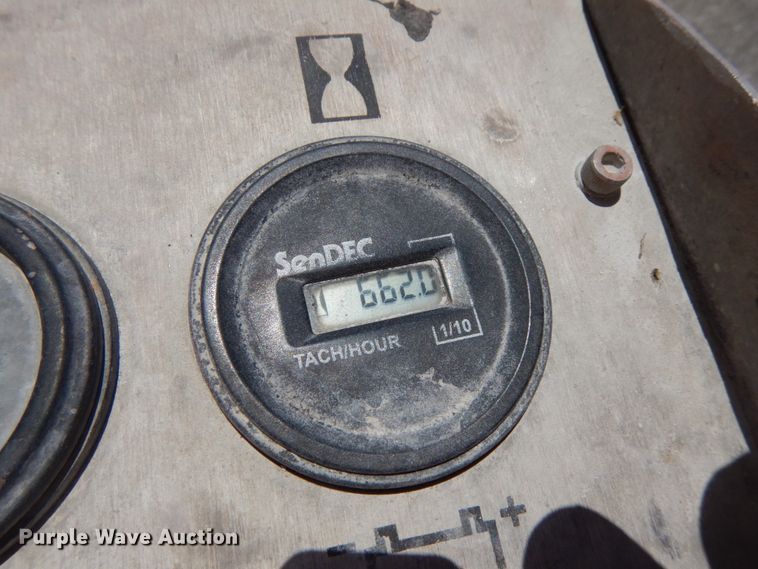 SenDEC
662.0
TACH/HOUR 1/10
+
Purple Wave Auction